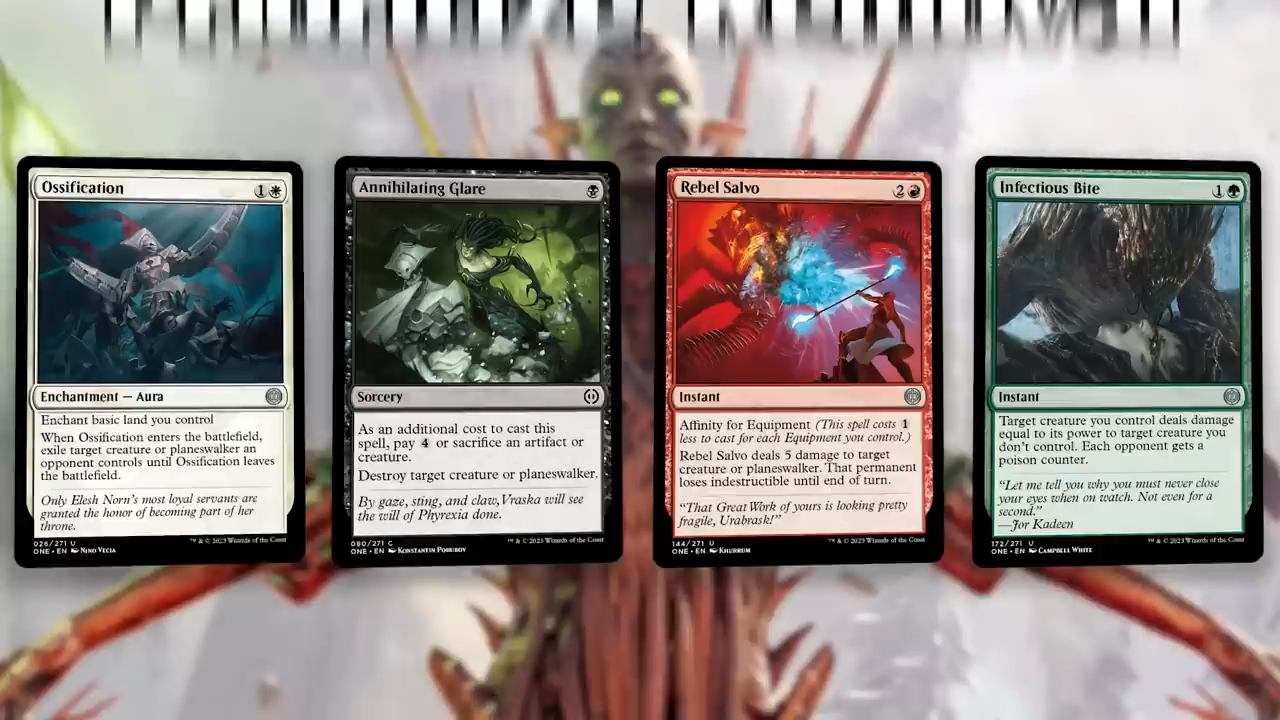 Ossification 1
Enchantment — Aura
Enchant basic land you control
When Ossification enters the battlefield,
exile target creature or planeswalker an
opponent controls until Ossification leaves
the battlefield.
Only Elesh Norn's most loyal servants are
granted the honor of becoming part of her
throne.
026/271 U
ONE • EN NINO VECIA
™ & © 2023 Wizards of the Coast
Annihilating Glare
Sorcery
As an additional cost to cast this
spell, pay 4 or sacrifice an artifact or
creature.
Destroy target creature or planeswalker.
By gaze, sting, and claw, Vraska will see
the will of Phyrexia done.
080/271 C
ONE • EN KONSTANTIN PORUBOV
™ & © 2023 Wizards of the Coast
Rebel Salvo 2
Instant
Affinity for Equipment (This spell costs 1
less to cast for each Equipment you control.)
Rebel Salvo deals 5 damage to target
creature or planeswalker. That permanent
loses indestructible until end of turn.
"That Great Work of yours is looking pretty
fragile, Urabrask!"
144/271 U
ONE • EN KHURRUM
™ & © 2023 Wizards of the Coast
Infectious Bite 1
Instant
Target creature you control deals damage
equal to its power to target creature you
don't control. Each opponent gets a
poison counter.
"Let me tell you why you must never close
your eyes when on watch. Not even for a
second."
—Jor Kadeen
172/271 U
ONE • EN CAMPBELL WHITE
™ & © 2023 Wizards of the Coast